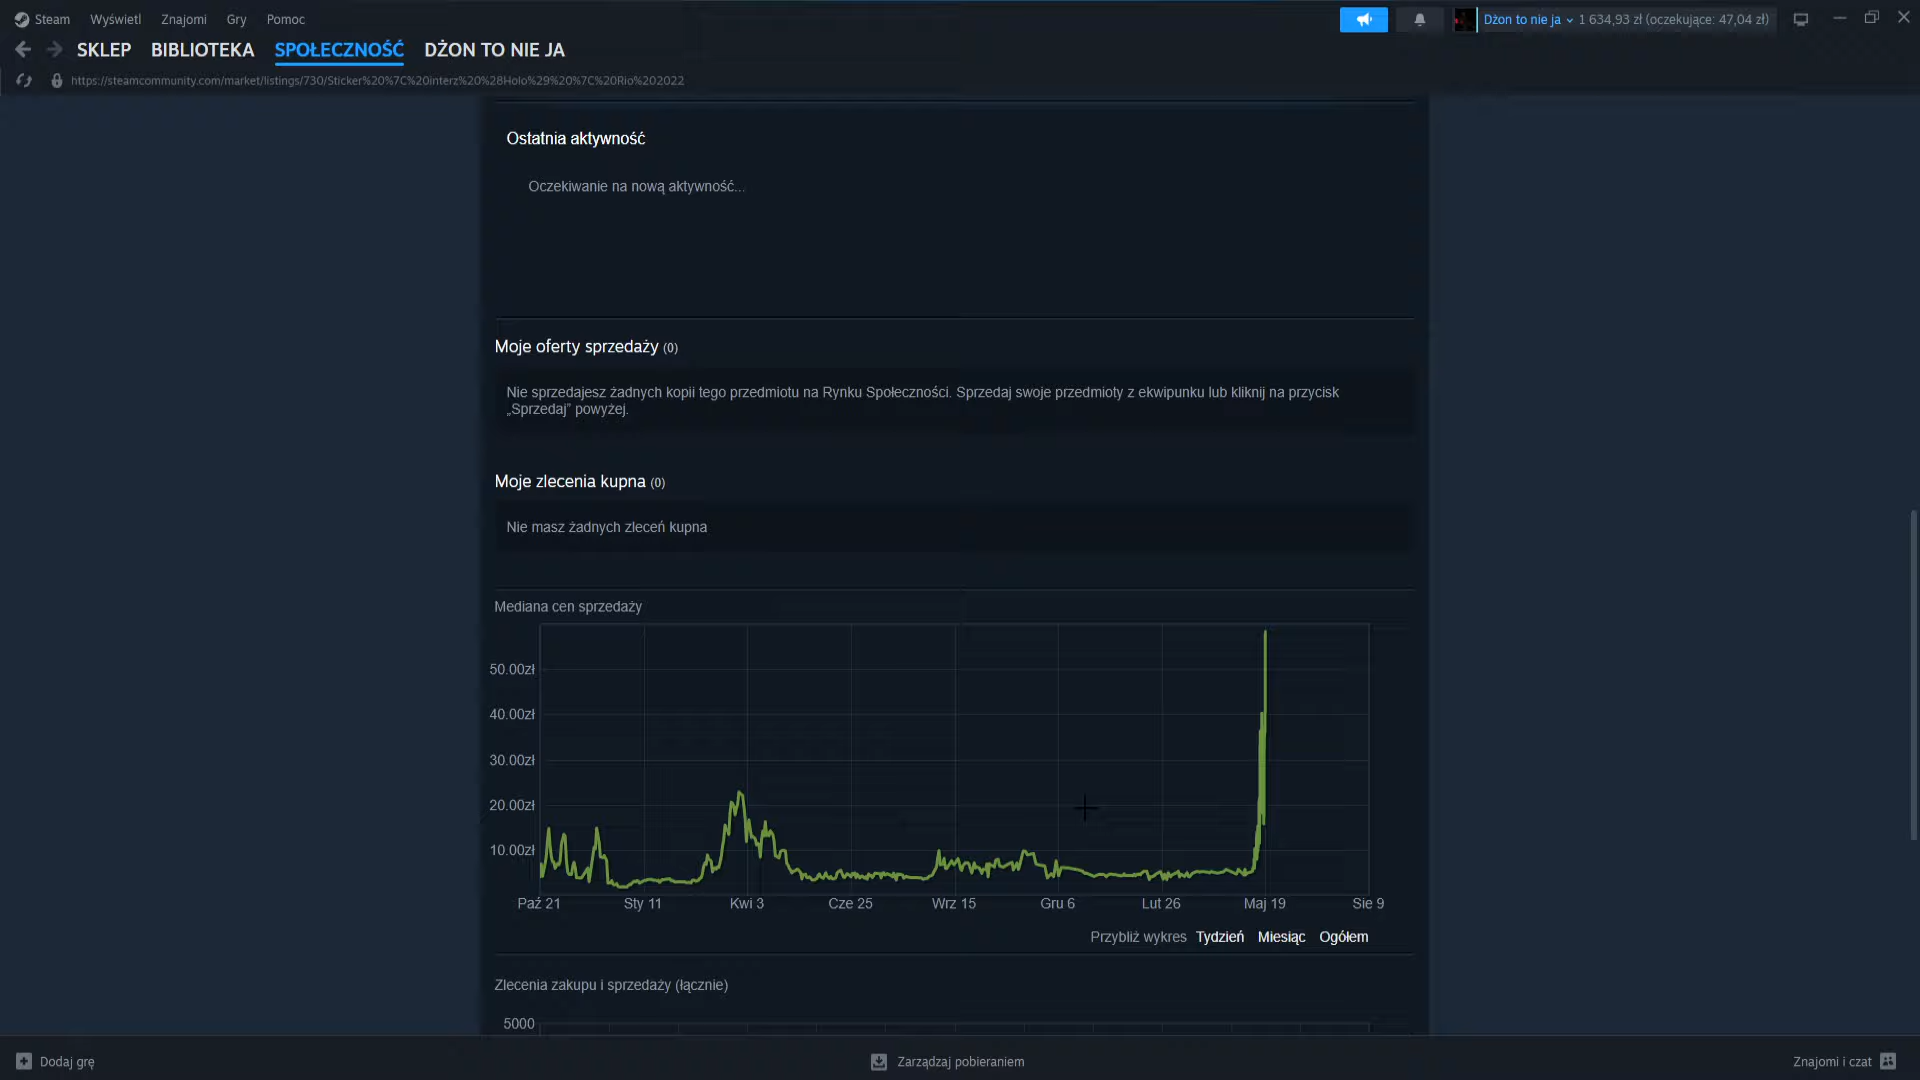 Steam Wyświetl Znajomi Gry Pomoc
Dżon to nie ja 1 634,93 zł (oczekujące: 47,04 zł)
SKLEP BIBLIOTEKA SPOŁECZNOŚĆ DŻON TO NIE JA
https://steamcommunity.com/market/listings/730/Sticker%20%7C%20interz%20%28Holo%29%20%7C%20Rio%202022
Ostatnia aktywność
Oczekiwanie na nową aktywność...
Moje oferty sprzedaży (0)
Nie sprzedajesz żadnych kopii tego przedmiotu na Rynku Społeczności. Sprzedaj swoje przedmioty z ekwipunku lub kliknij na przycisk
„Sprzedaj” powyżej.
Moje zlecenia kupna (0)
Nie masz żadnych zleceń kupna
Mediana cen sprzedaży
50.00zł
40.00zł
30.00zł
20.00zł
10.00zł
Paź 21 Sty 11 Kwi 3 Cze 25 Wrz 15 Gru 6 Lut 26 Maj 19 Sie 9
Przybliż wykres Tydzień Miesiąc Ogółem
Zlecenia zakupu i sprzedaży (łącznie)
5000
Dodaj grę
Zarządzaj pobieraniem
Znajomi i czat